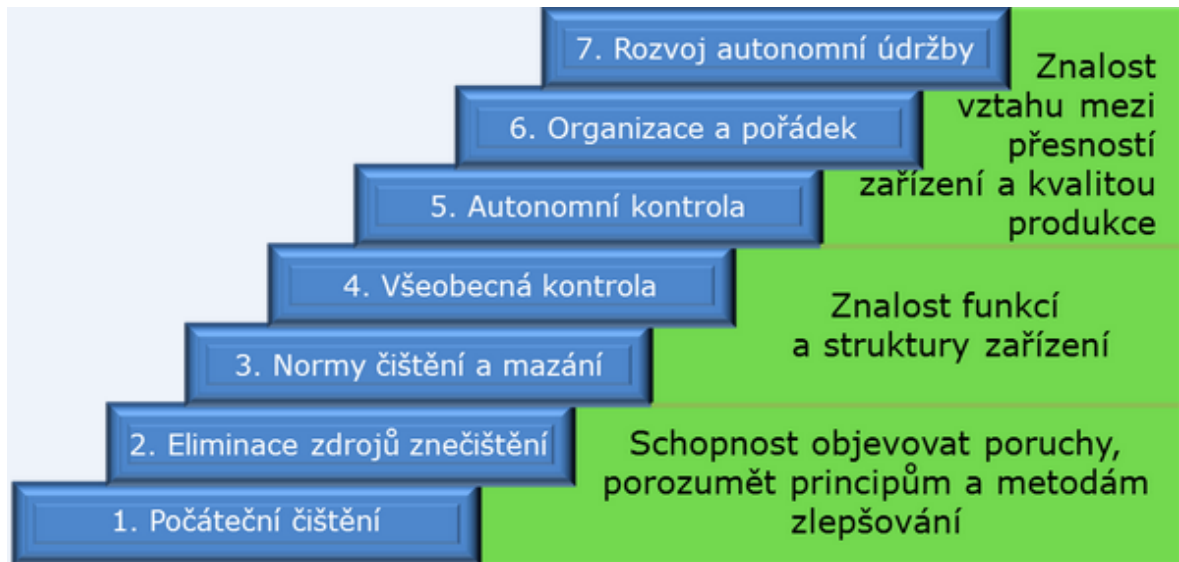 7. Rozvoj autonomní údržby
6. Organizace a pořádek
5. Autonomní kontrola
4. Všeobecná kontrola
3. Normy čištění a mazání
2. Eliminace zdrojů znečištění
1. Počáteční čištění
Znalost
vztahu mezi
přesností
zařízení a kvalitou
produkce
Znalost funkcí
a struktury zařízení
Schopnost objevovat poruchy,
porozumět principům a metodám
zlepšování